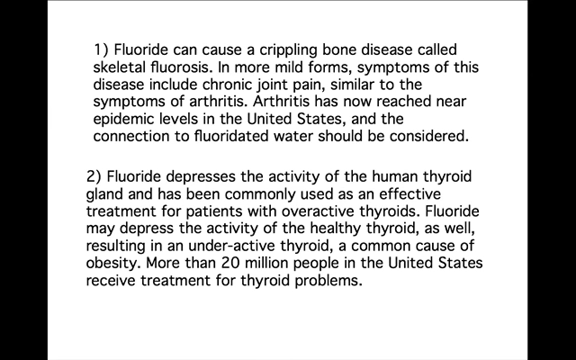 1) Fluoride can cause a crippling bone disease called
skeletal fluorosis. In more mild forms, symptoms of this
disease include chronic joint pain, similar to the
symptoms of arthritis. Arthritis has now reached near
epidemic levels in the United States, and the
connection to fluoridated water should be considered.
2) Fluoride depresses the activity of the human thyroid
gland and has been commonly used as an effective
treatment for patients with overactive thyroids. Fluoride
may depress the activity of the healthy thyroid, as well,
resulting in an under-active thyroid, a common cause of
obesity. More than 20 million people in the United States
receive treatment for thyroid problems.